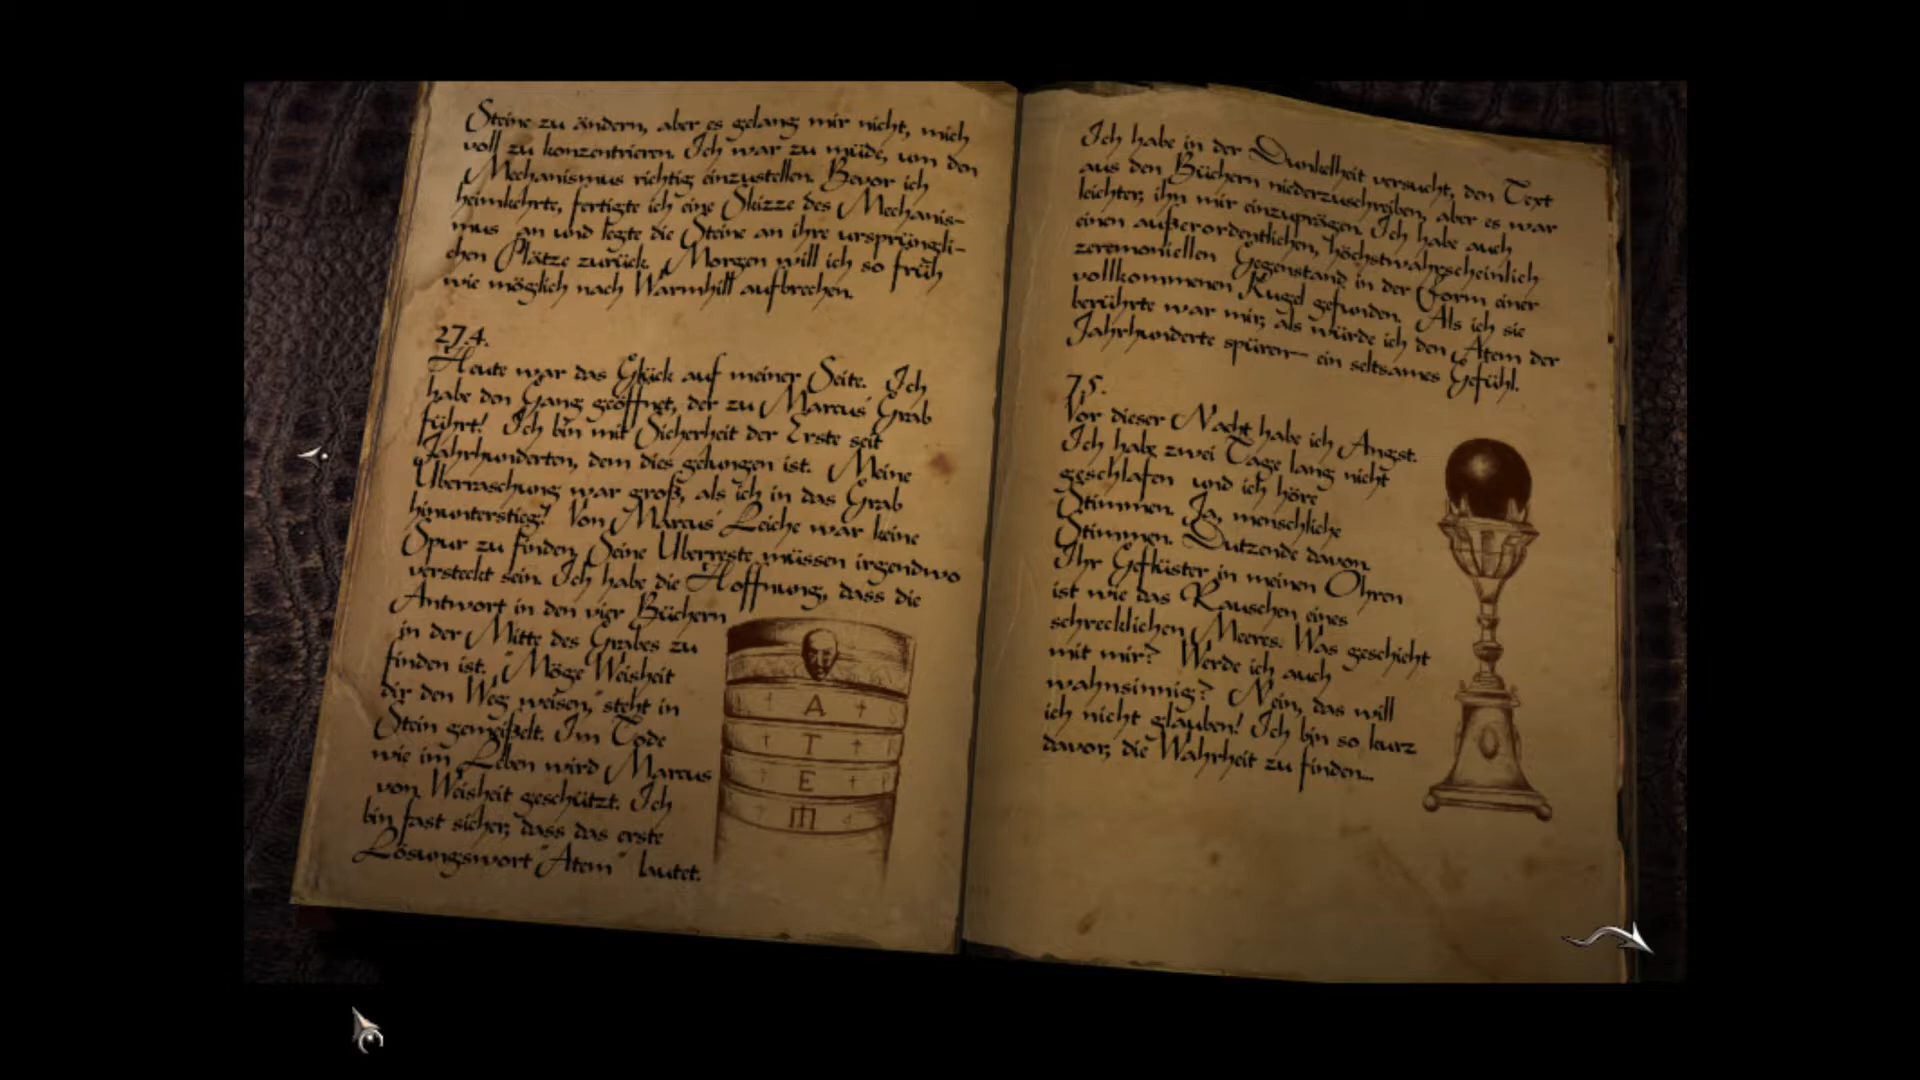 Steine zu ändern, aber es gelang mir nicht, mich
voll zu konzentrieren. Ich war zu müde, um den
Mechanismus richtig einzustellen. Bevor ich
heimkehrte, fertigte ich eine Skizze des Mechanis-
mus an und legte die Steine an ihre ursprüngli-
chen Plätze zurück. Morgen will ich so früh
wie möglich nach Warmhill aufbrechen.
27.4.
Heute war das Glück auf meiner Seite. Ich
habe den Gang geöffnet, der zu Marcus' Grab
führt! Ich bin mit Sicherheit der Erste seit
Jahrhunderten, dem dies gelungen ist. Meine
Überraschung war groß, als ich in das Grab
hinunterstieg! Von Marcus' Leiche war keine
Spur zu finden. Seine Überreste müssen irgendwo
versteckt sein. Ich habe die Hoffnung, dass die
Antwort in den vier Büchern
in der Mitte des Grabes zu
finden ist. "Möge Weisheit
dir den Weg weisen," steht in
Stein gemeißelt. Im Tode
wie im Leben wird Marcus
von Weisheit geschützt. Ich
bin fast sicher, dass das erste
Lösungswort "Atem" lautet.
A
T
E
M
Ich habe in der Dunkelheit versucht, den Text
aus den Büchern niederzuschreiben, aber es war
leichter, ihn mir einzuprägen. Ich habe auch
einen außerordentlichen, höchstwahrscheinlich
zeremoniellen Gegenstand in der Form einer
vollkommenen Kugel gefunden. Als ich sie
berührte war mir, als würde ich den Atem der
Jahrhunderte spüren - ein seltsames Gefühl.
7.5.
Vor dieser Nacht habe ich Angst.
Ich habe zwei Tage lang nicht
geschlafen und ich höre
Stimmen. Ja, menschliche
Stimmen. Dutzende davon.
Ihr Geflüster in meinen Ohren
ist wie das Rauschen eines
schrecklichen Meeres. Was geschieht
mit mir? Werde ich auch
wahnsinnig? Nein, das will
ich nicht glauben! Ich bin so kurz
davor, die Wahrheit zu finden...